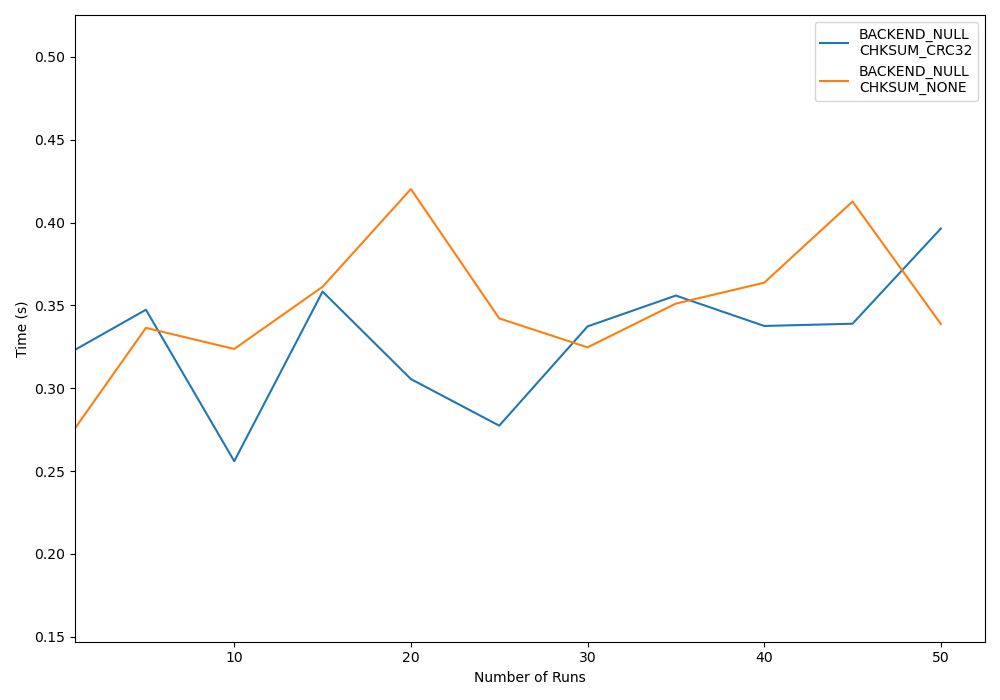 BACKEND_NULL
CHKSUM_CRC32
BACKEND_NULL
CHKSUM_NONE
Time (s)
0.50
0.45
0.40
0.35
0.30
0.25
0.20
0.15
10 20 30 40 50
Number of Runs